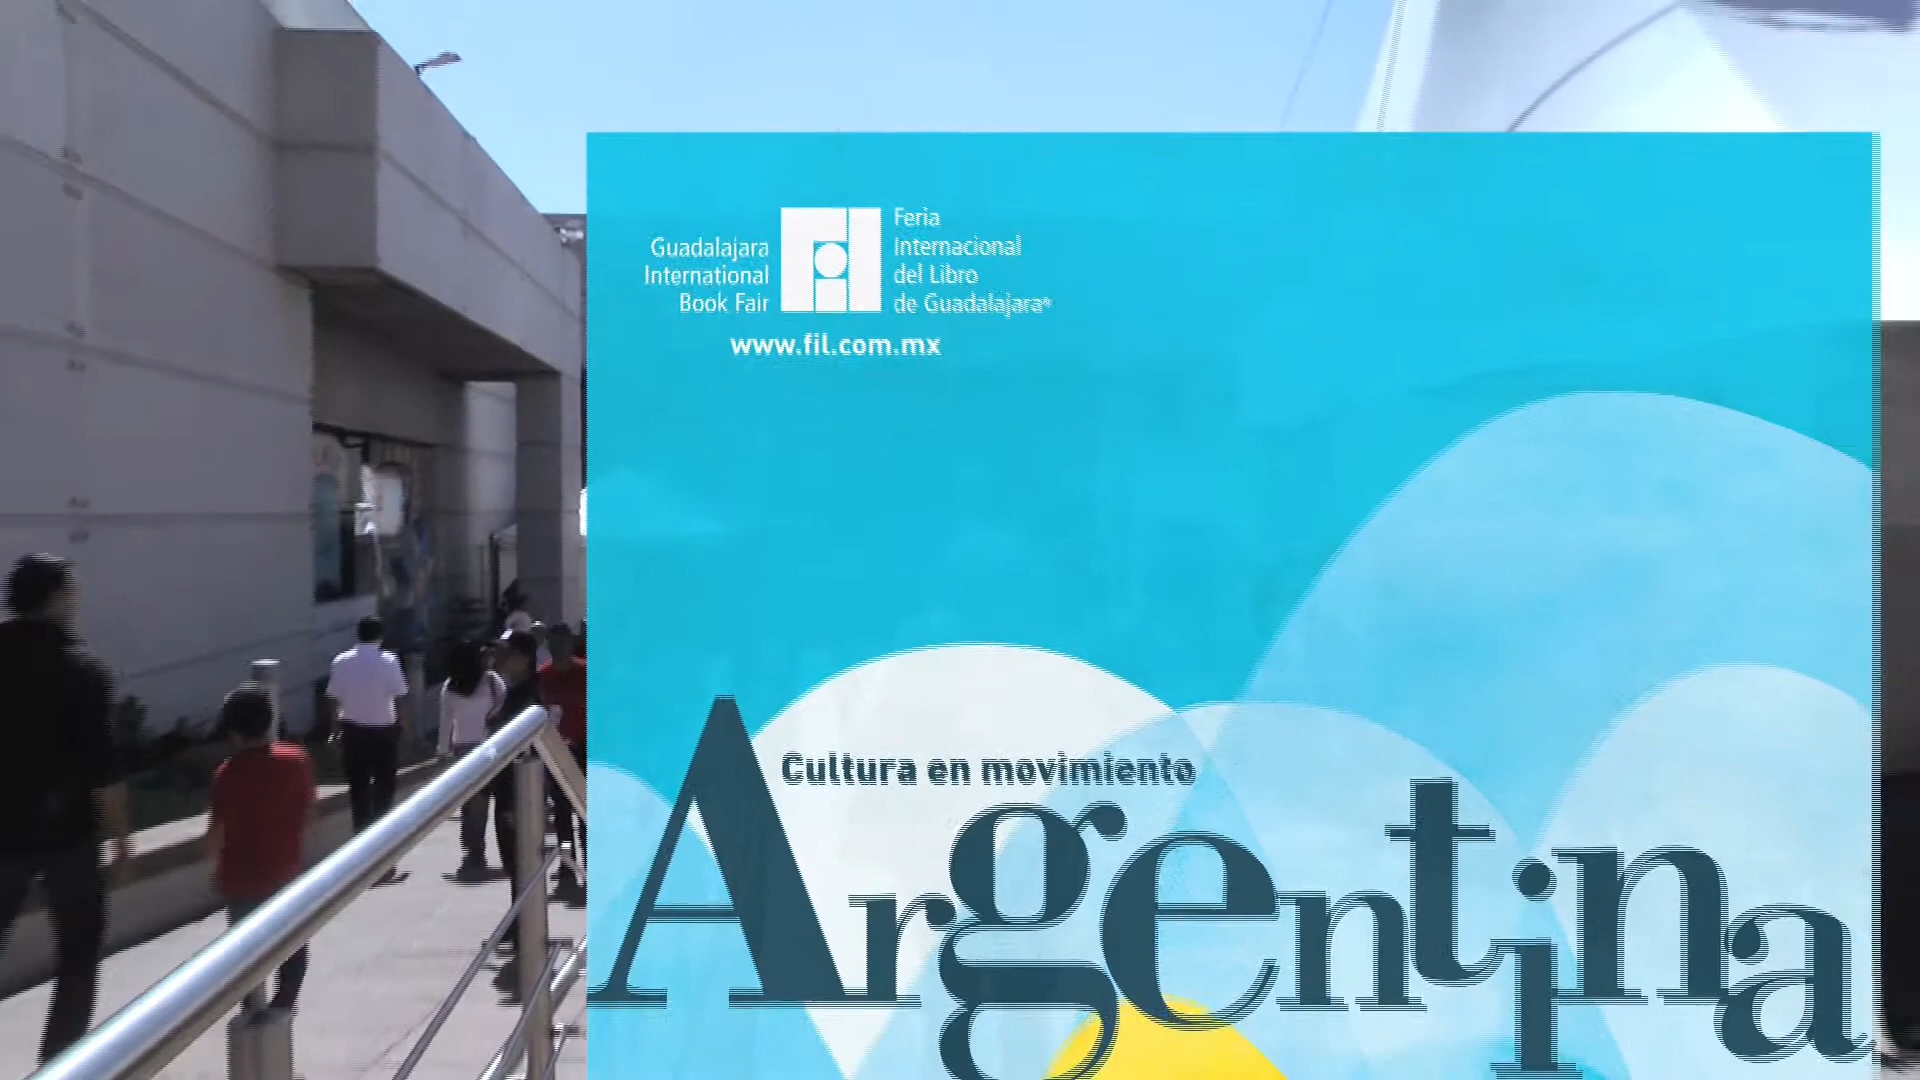 Guadalajara
International
Book Fair
Feria
Internacional
del Libro
de Guadalajara®
www.fil.com.mx
Cultura en movimiento
Argentina